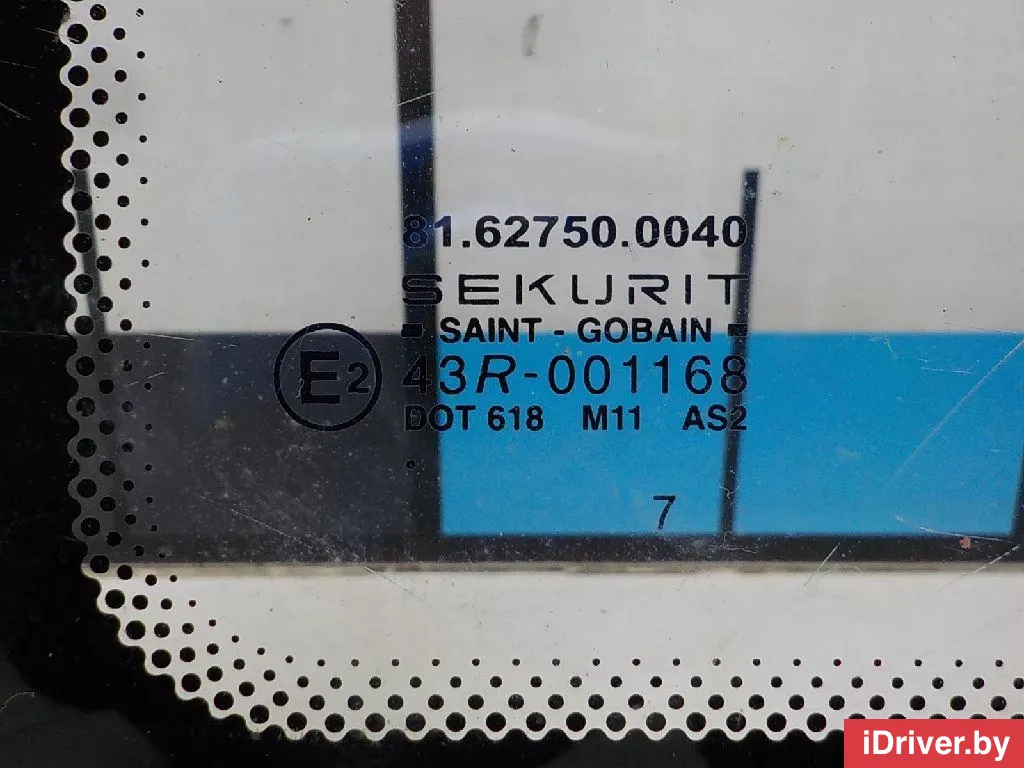 81.62750.0040
SEKURIT
SAINT - GOBAIN
E2 43R-001168
DOT 618 M11 AS2
7
iDriver.by